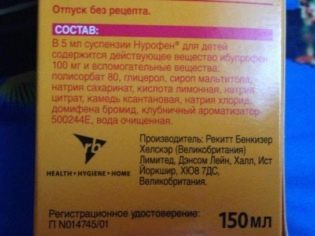 Отпуск без рецепта.
СОСТАВ:
В 5 мл суспензии Нурофен® для детей
содержится действующее вещество ибупрофен
100 мг и вспомогательные вещества:
полисорбат 80, глицерол, сироп мальтитола,
натрия сахаринат, кислота лимонная, натрия
цитрат, камедь ксантановая, натрия хлорид,
домифена бромид, клубничный ароматизатор
500244Е, вода очищенная.
Производитель: Рекитт Бенкизер
Хелскэр (Великобритания)
Лимитед, Дэнсом Лейн, Халл, Ист
Йоркшир, ХЮ8 7ДС,
Великобритания.
rb
HEALTH • HYGIENE • HOME
Регистрационное удостоверение:
П N014745/01
150 мл